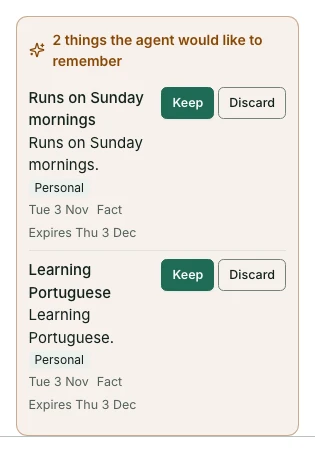 2 things the agent would like to
remember
Runs on Sunday
mornings
Keep
Discard
Runs on Sunday
mornings.
Personal
Tue 3 Nov Fact
Expires Thu 3 Dec
Learning
Portuguese
Keep
Discard
Learning
Portuguese.
Personal
Tue 3 Nov Fact
Expires Thu 3 Dec